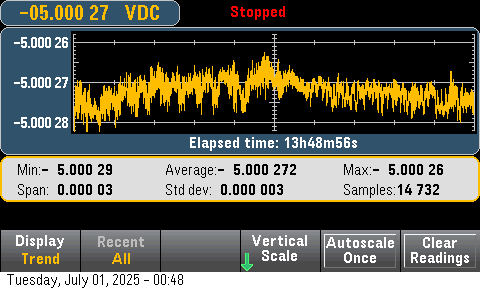 -05.000 27 VDC Stopped
-5.000 26
-5.000 27
-5.000 28
Elapsed time: 13h48m56s
Min:- 5.000 29 Average:- 5.000 272 Max:- 5.000 26
Span: 0.000 03 Std dev: 0.000 003 Samples:14 732
Display Recent Vertical Autoscale Clear
Trend All Scale Once Readings
Tuesday, July 01, 2025 - 00:48